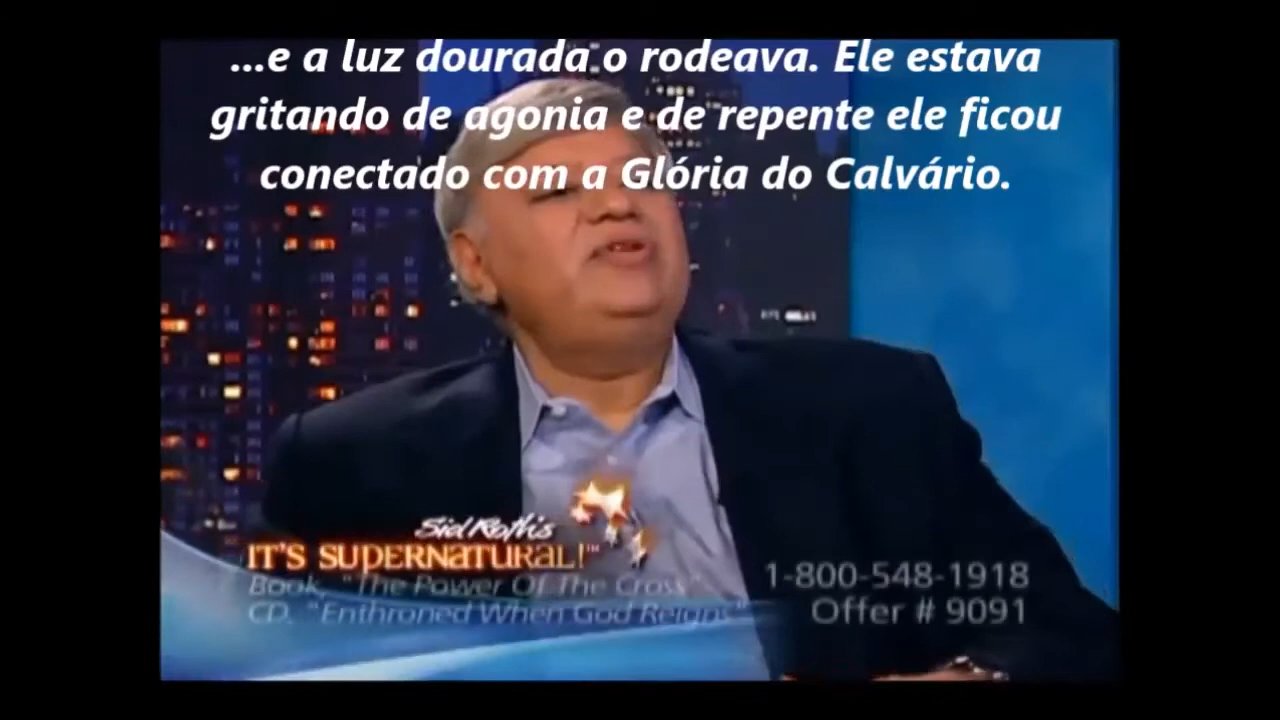 ...e a luz dourada o rodeava. Ele estava
gritando de agonia e de repente ele ficou
conectado com a Glória do Calvário.
Sid Roth's
IT'S SUPERNATURAL!™
Book, "The Power Of The Cross"
CD, "Enthroned When God Reigns"
1-800-548-1918
Offer # 9091